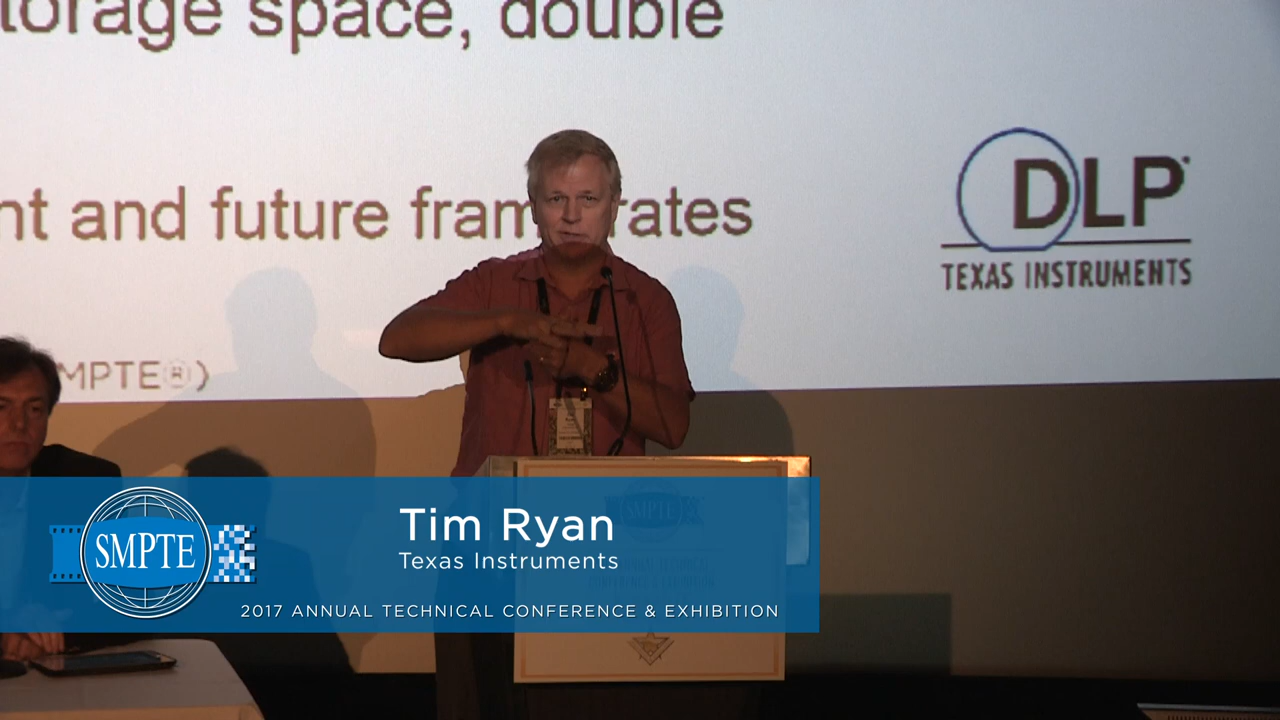 torage space, double
DLP
TEXAS INSTRUMENTS
nt and future fram rates
MPTE®)
SMPTE
Tim Ryan
Texas Instruments
2017 ANNUAL TECHNICAL CONFERENCE & EXHIBITION
SMPTE